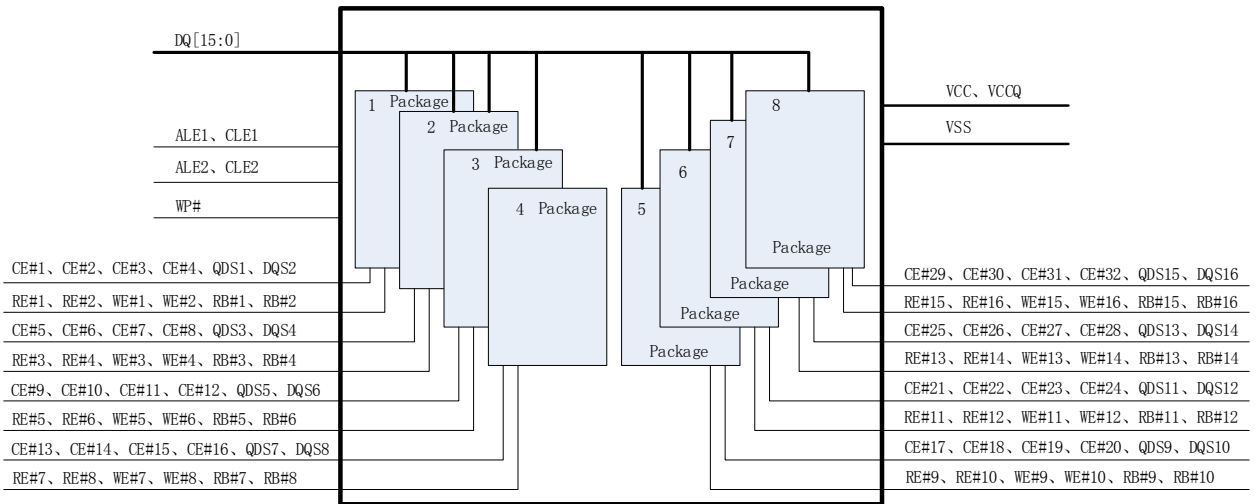 DQ[15:0]
ALE1、CLE1
ALE2、CLE2
WP#
CE#1、CE#2、CE#3、CE#4、QDS1、DQS2
RE#1、RE#2、WE#1、WE#2、RB#1、RB#2
CE#5、CE#6、CE#7、CE#8、QDS3、DQS4
RE#3、RE#4、WE#3、WE#4、RB#3、RB#4
CE#9、CE#10、CE#11、CE#12、QDS5、DQS6
RE#5、RE#6、WE#5、WE#6、RB#5、RB#6
CE#13、CE#14、CE#15、CE#16、QDS7、DQS8
RE#7、RE#8、WE#7、WE#8、RB#7、RB#8
1 Package
2 Package
3 Package
4 Package
5
Package
6
Package
7
Package
8
Package
VCC、VCCQ
VSS
CE#29、CE#30、CE#31、CE#32、QDS15、DQS16
RE#15、RE#16、WE#15、WE#16、RB#15、RB#16
CE#25、CE#26、CE#27、CE#28、QDS13、DQS14
RE#13、RE#14、WE#13、WE#14、RB#13、RB#14
CE#21、CE#22、CE#23、CE#24、QDS11、DQS12
RE#11、RE#12、WE#11、WE#12、RB#11、RB#12
CE#17、CE#18、CE#19、CE#20、QDS9、DQS10
RE#9、RE#10、WE#9、WE#10、RB#9、RB#10